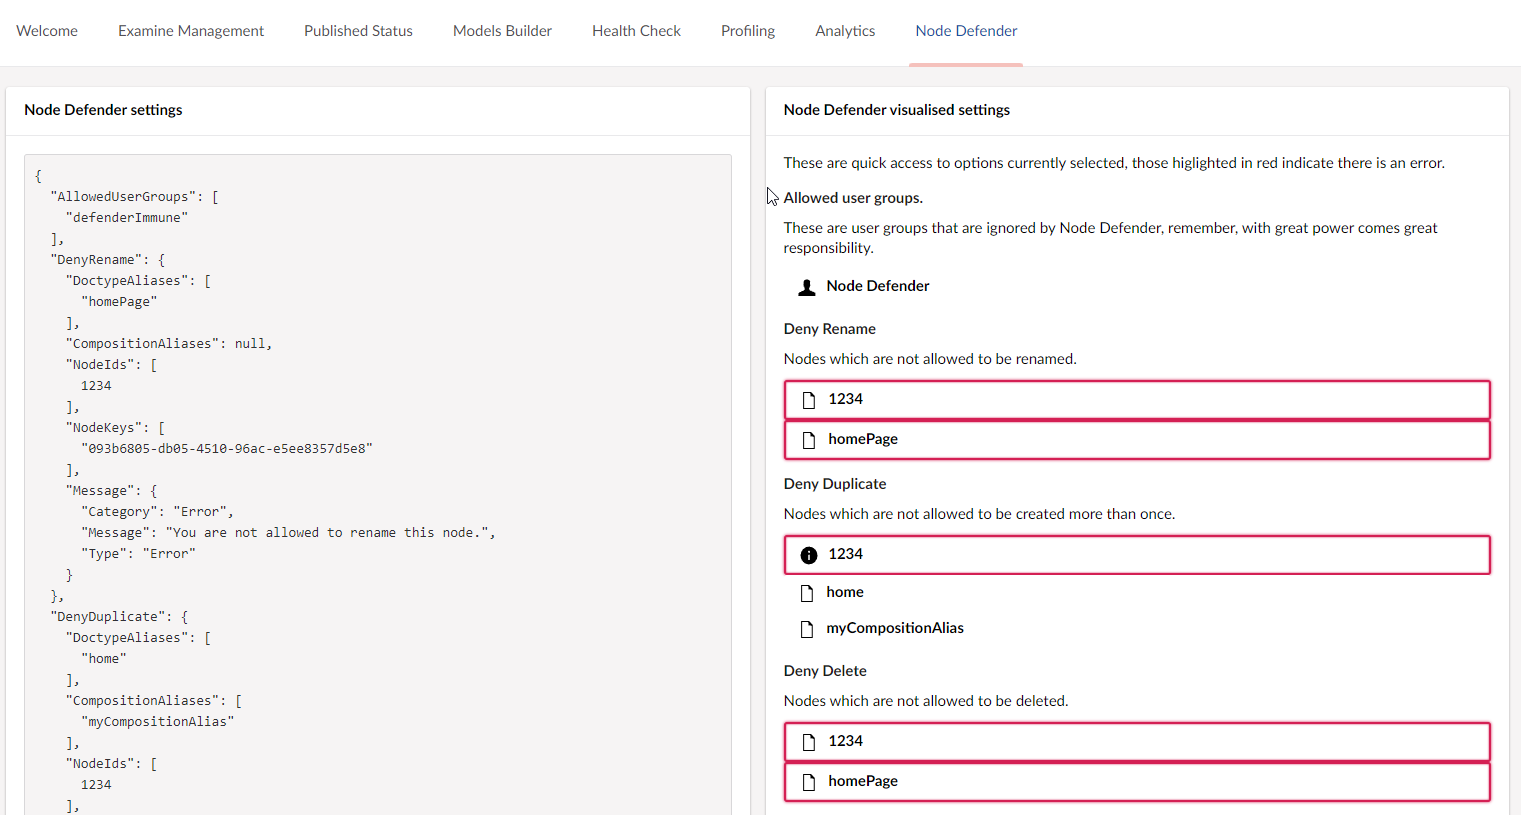 Welcome Examine Management Published Status Models Builder Health Check Profiling Analytics Node Defender
Node Defender settings
{
"AllowedUserGroups": [
"defenderImmune"
],
"DenyRename": {
"DoctypeAliases": [
"homePage"
],
"CompositionAliases": null,
"NodeIds": [
1234
],
"NodeKeys": [
"093b6805-db05-4510-96ac-e5ee8357d5e8"
],
"Message": {
"Category": "Error",
"Message": "You are not allowed to rename this node.",
"Type": "Error"
}
},
"DenyDuplicate": {
"DoctypeAliases": [
"home"
],
"CompositionAliases": [
"myCompositionAlias"
],
"NodeIds": [
1234
],
Node Defender visualised settings
These are quick access to options currently selected, those higlighted in red indicate there is an error.
Allowed user groups.
These are user groups that are ignored by Node Defender, remember, with great power comes great
responsibility.
Node Defender
Deny Rename
Nodes which are not allowed to be renamed.
1234
homePage
Deny Duplicate
Nodes which are not allowed to be created more than once.
1234
home
myCompositionAlias
Deny Delete
Nodes which are not allowed to be deleted.
1234
homePage